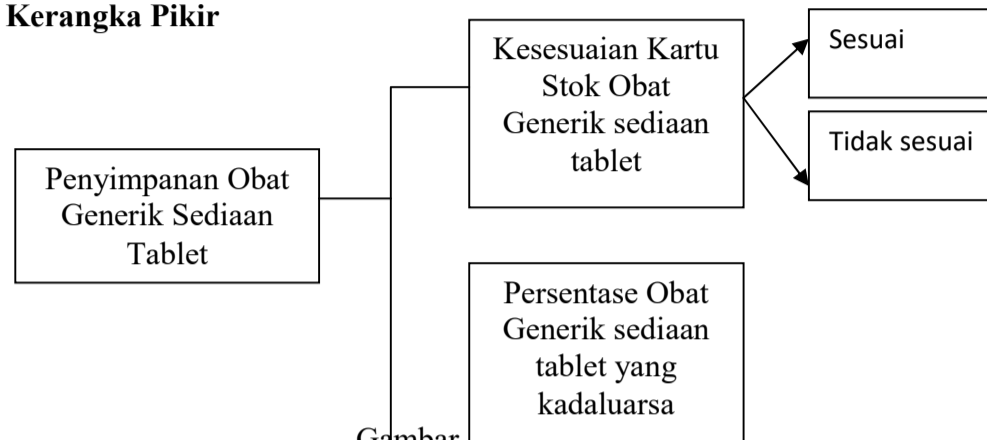 Kerangka Pikir
Penyimpanan Obat
Generik Sediaan
Tablet
Kesesuaian Kartu
Stok Obat
Generik sediaan
tablet
Sesuai
Tidak sesuai
Persentase Obat
Generik sediaan
tablet yang
kadaluarsa
Gambar